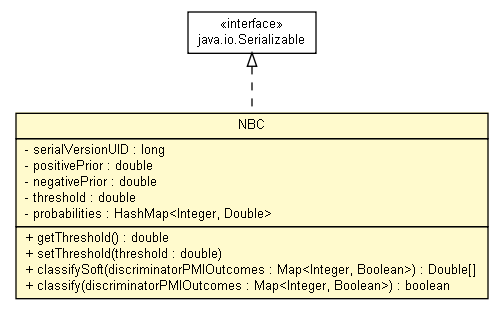 «interface»
java.io.Serializable
NBC
- serialVersionUID : long
- positivePrior : double
- negativePrior : double
- threshold : double
- probabilities : HashMap<Integer, Double>
+ getThreshold() : double
+ setThreshold(threshold : double)
+ classifySoft(discriminatorPMIOutcomes : Map<Integer, Boolean>) : Double[]
+ classify(discriminatorPMIOutcomes : Map<Integer, Boolean>) : boolean